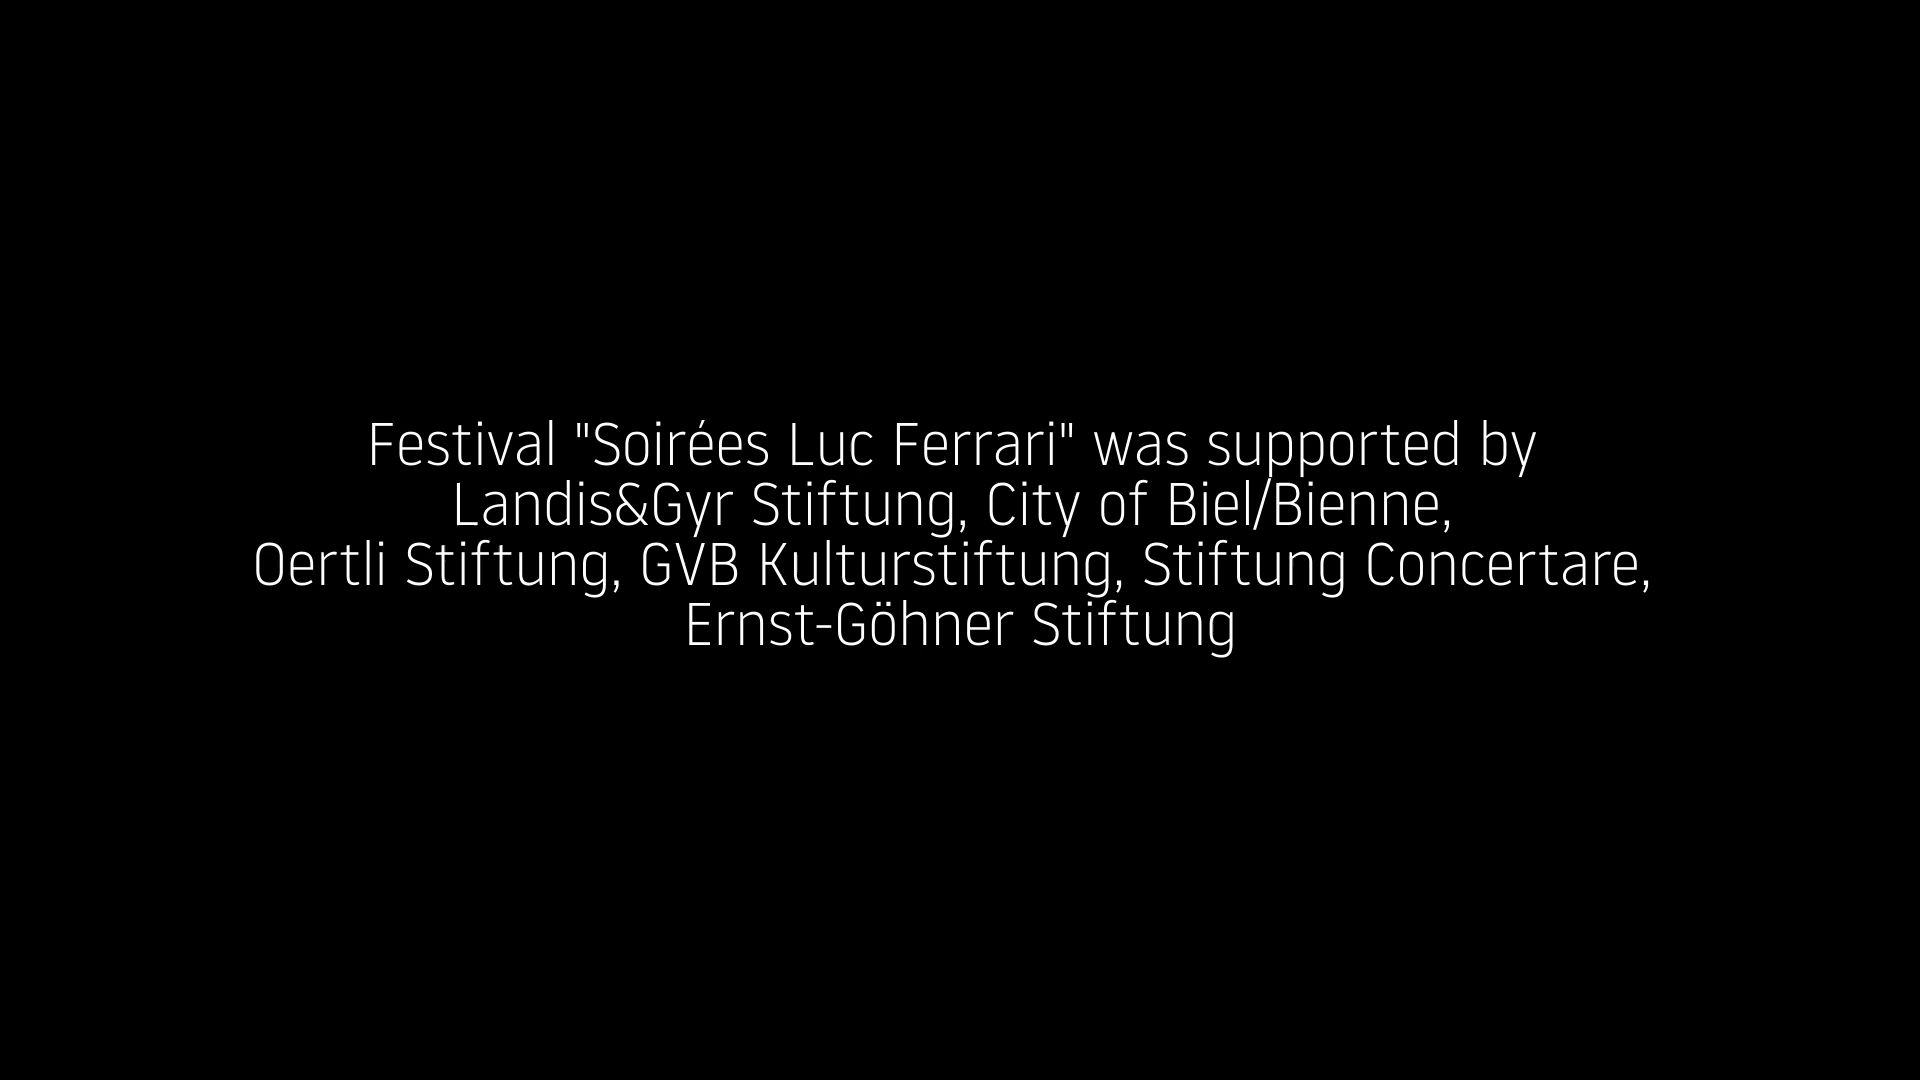 Festival "Soirées Luc Ferrari" was supported by
Landis&Gyr Stiftung, City of Biel/Bienne,
Oertli Stiftung, GVB Kulturstiftung, Stiftung Concertare,
Ernst-Göhner Stiftung